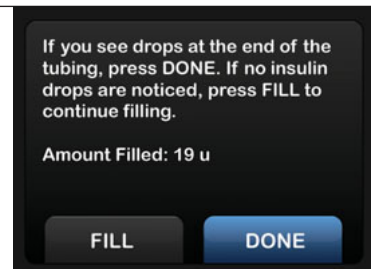 If you see drops at the end of the
tubing, press DONE. If no insulin
drops are noticed, press FILL to
continue filling.
Amount Filled: 19 u
FILL
DONE